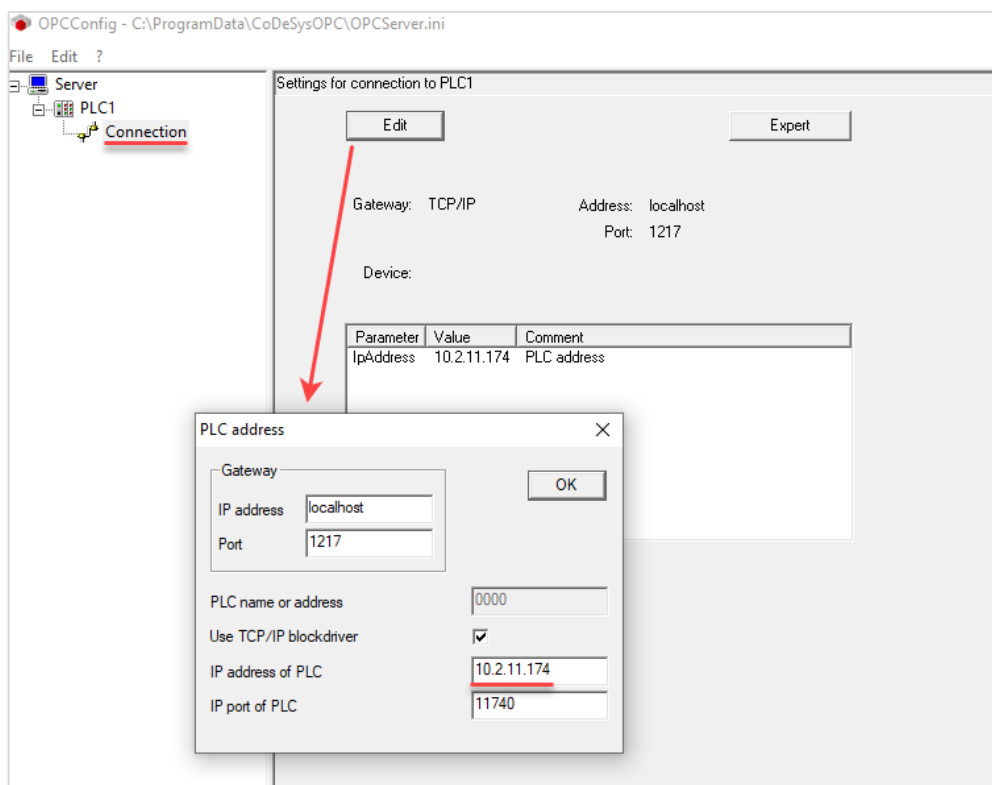 OPCConfig - C:\ProgramData\CoDeSysOPC\OPCServer.ini
File Edit ?
Server
PLC1
Connection
Settings for connection to PLC1
Edit
Expert
Gateway: TCP/IP
Address: localhost
Port: 1217
Device:
Parameter Value Comment
IpAddress 10.2.11.174 PLC address
PLC address
Gateway
OK
IP address localhost
Port 1217
PLC name or address 0000
Use TCP/IP blockdriver
IP address of PLC 10.2.11.174
IP port of PLC 11740